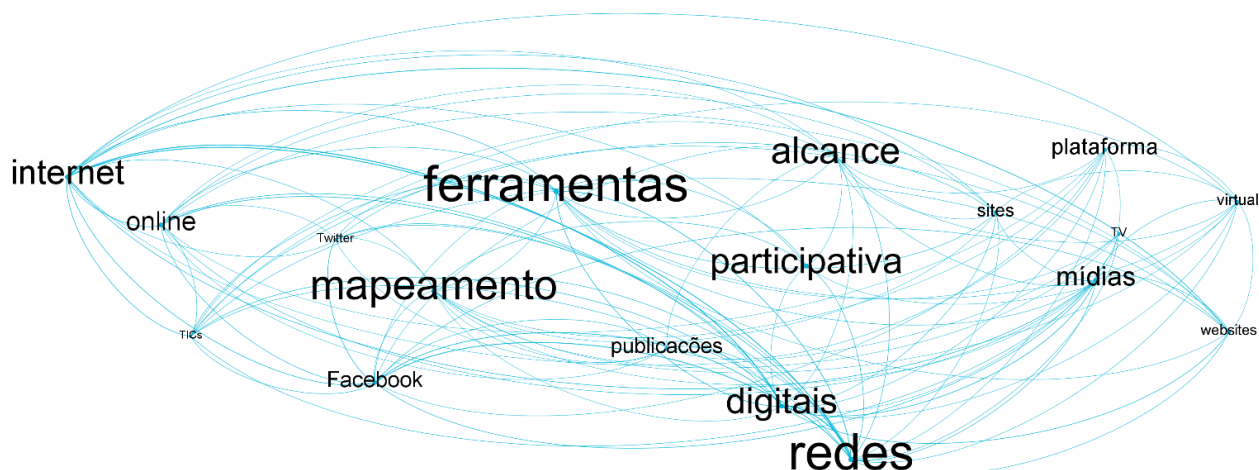 internet
online
Twitter
TICs
Facebook
ferramentas
mapeamento
alcance
participativa
publicacões
digitais
redes
plataforma
sites
virtual
TV
mídias
websites